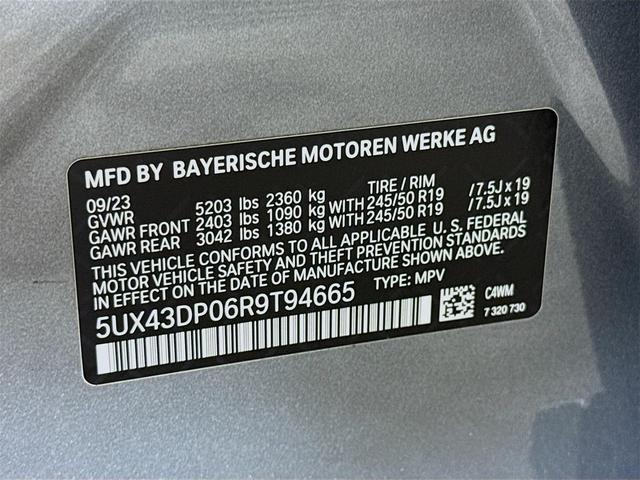 MFD BY BAYERISCHE MOTOREN WERKE AG
09/23
GVWR 5203 lbs 2360 kg TIRE / RIM
GAWR FRONT 2403 lbs 1090 kg WITH 245/50 R19 / 7.5J x 19
GAWR REAR 3042 lbs 1380 kg WITH 245/50 R19 / 7.5J x 19
THIS VEHICLE CONFORMS TO ALL APPLICABLE U. S. FEDERAL
MOTOR VEHICLE SAFETY AND THEFT PREVENTION STANDARDS
IN EFFECT ON THE DATE OF MANUFACTURE SHOWN ABOVE.
5UX43DP06R9T94665 TYPE: MPV
C4WM
7 320 730